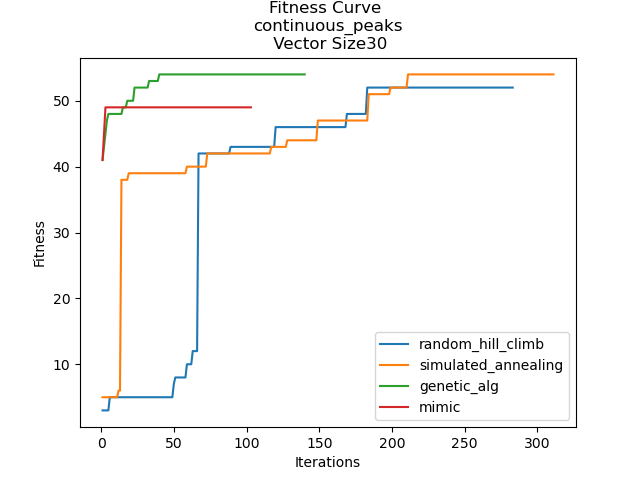 Fitness Curve
continuous_peaks
Vector Size30
Fitness
50
40
30
20
10
0
50
100
150
200
250
300
Iterations
random_hill_climb
simulated_annealing
genetic_alg
mimic